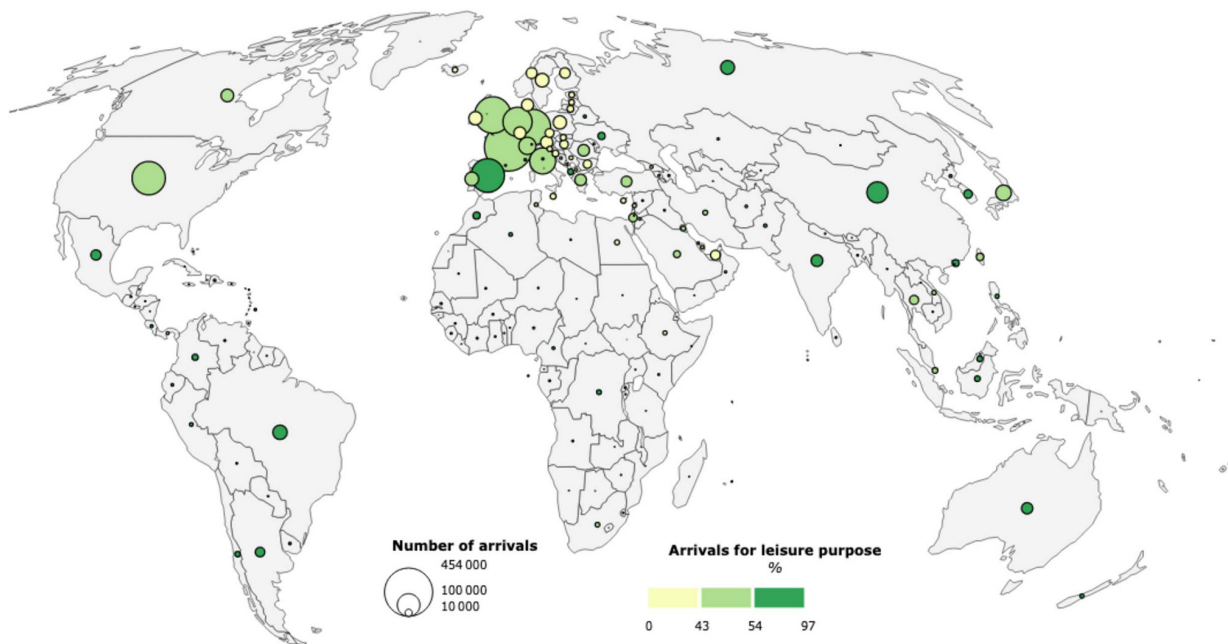 Number of arrivals
454 000
100 000
10 000
Arrivals for leisure purpose
%
0 43 54 97